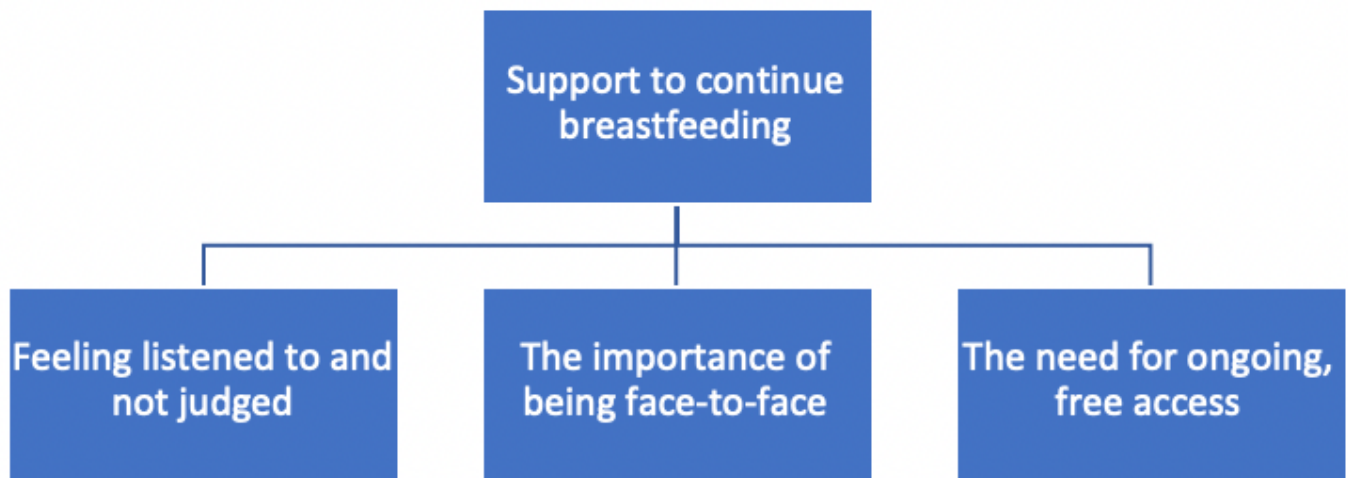 Support to continue
breastfeeding
Feeling listened to and
not judged
The importance of
being face-to-face
The need for ongoing,
free access